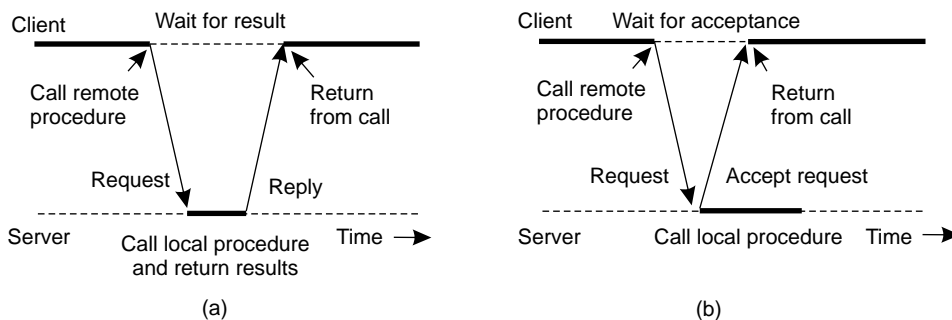 Client
Wait for result
Call remote
procedure
Return
from call
Request
Reply
Server
Call local procedure
and return results
Time
(a)
Client
Wait for acceptance
Call remote
procedure
Return
from call
Request
Accept request
Server
Call local procedure
Time
(b)